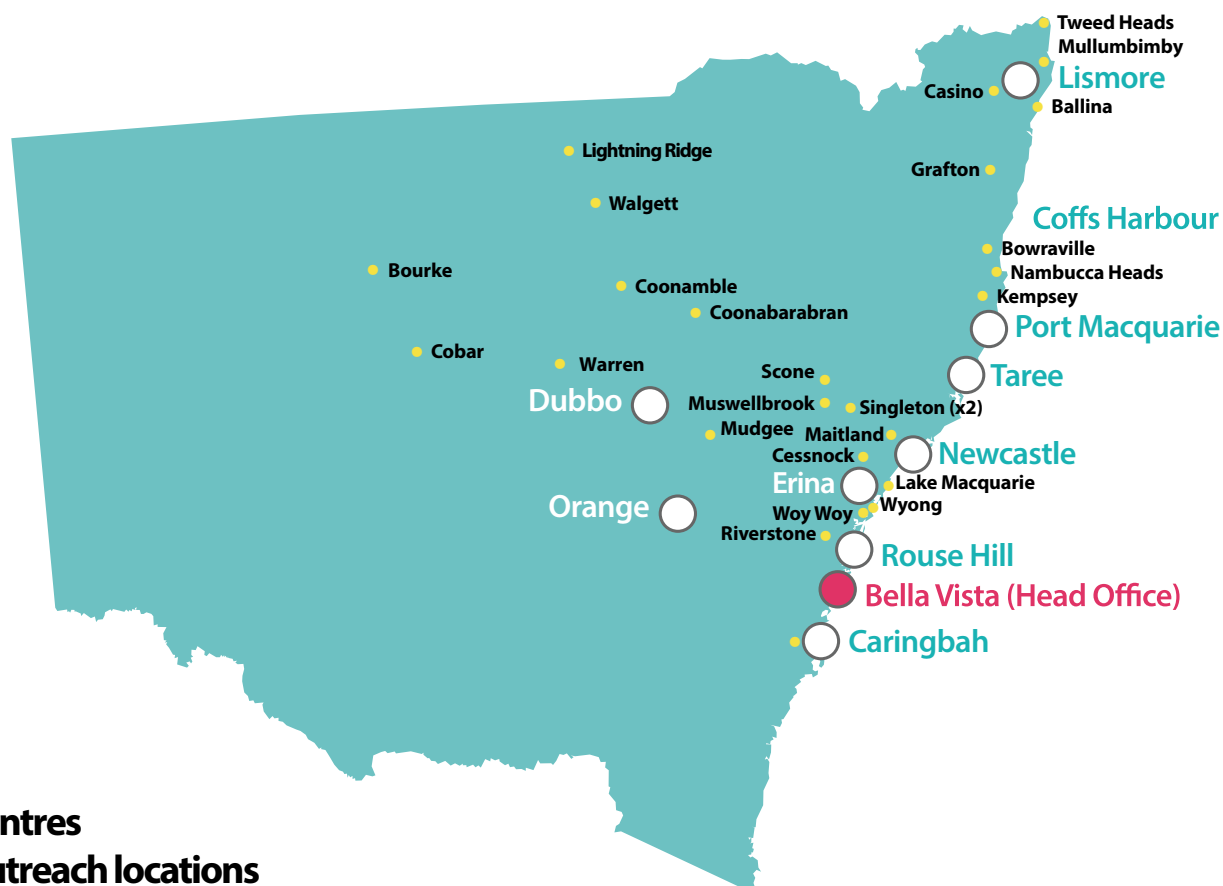 Tweed Heads
Mullumbimby
Lismore
Casino
Ballina
Lightning Ridge
Grafton
Walgett
Coffs Harbour
Bowraville
Bourke
Nambucca Heads
Coonamble
Kempsey
Coonabarabran
Port Macquarie
Cobar
Warren
Scone
Taree
Dubbo
Muswellbrook
Singleton (x2)
Mudgee
Maitland
Newcastle
Cessnock
Erina
Lake Macquarie
Orange
Woy Woy
Wyong
Riverstone
Rouse Hill
Bella Vista (Head Office)
Caringbah
ntres
utreach locations